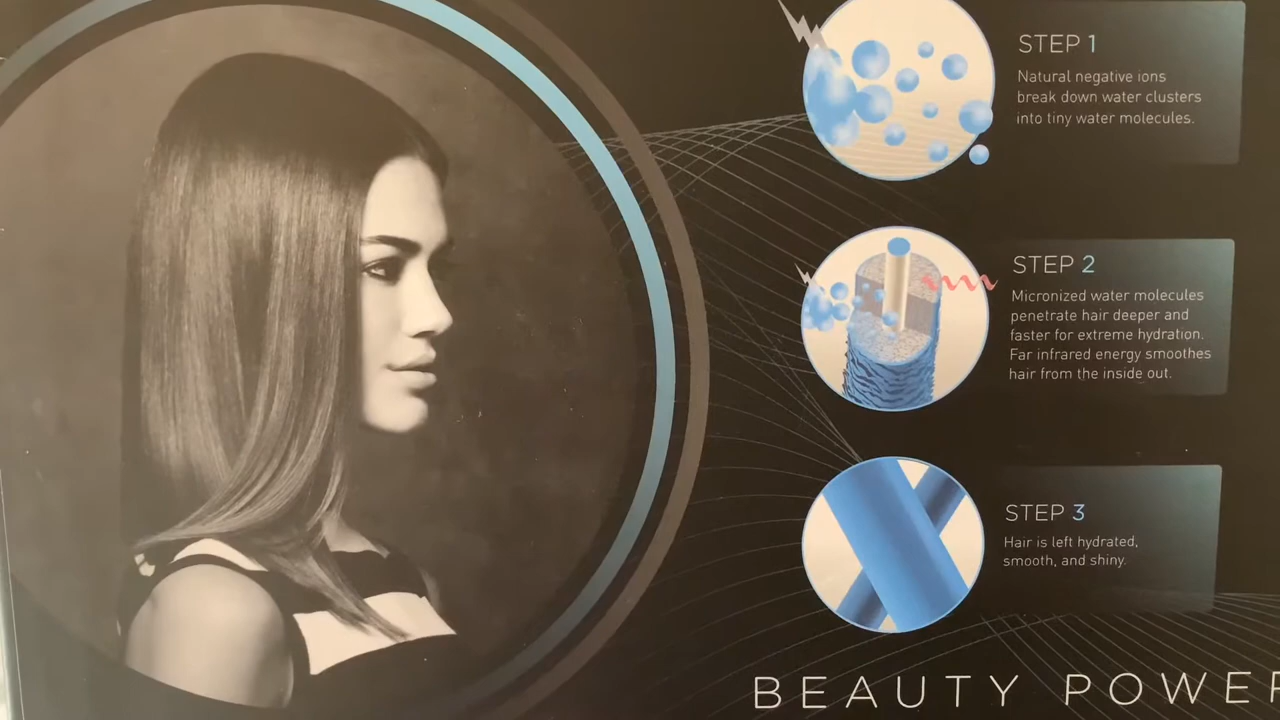 STEP 1
Natural negative ions
break down water clusters
into tiny water molecules.
STEP 2
Micronized water molecules
penetrate hair deeper and
faster for extreme hydration.
Far infrared energy smoothes
hair from the inside out.
STEP 3
Hair is left hydrated,
smooth, and shiny.
BEAUTY POWER